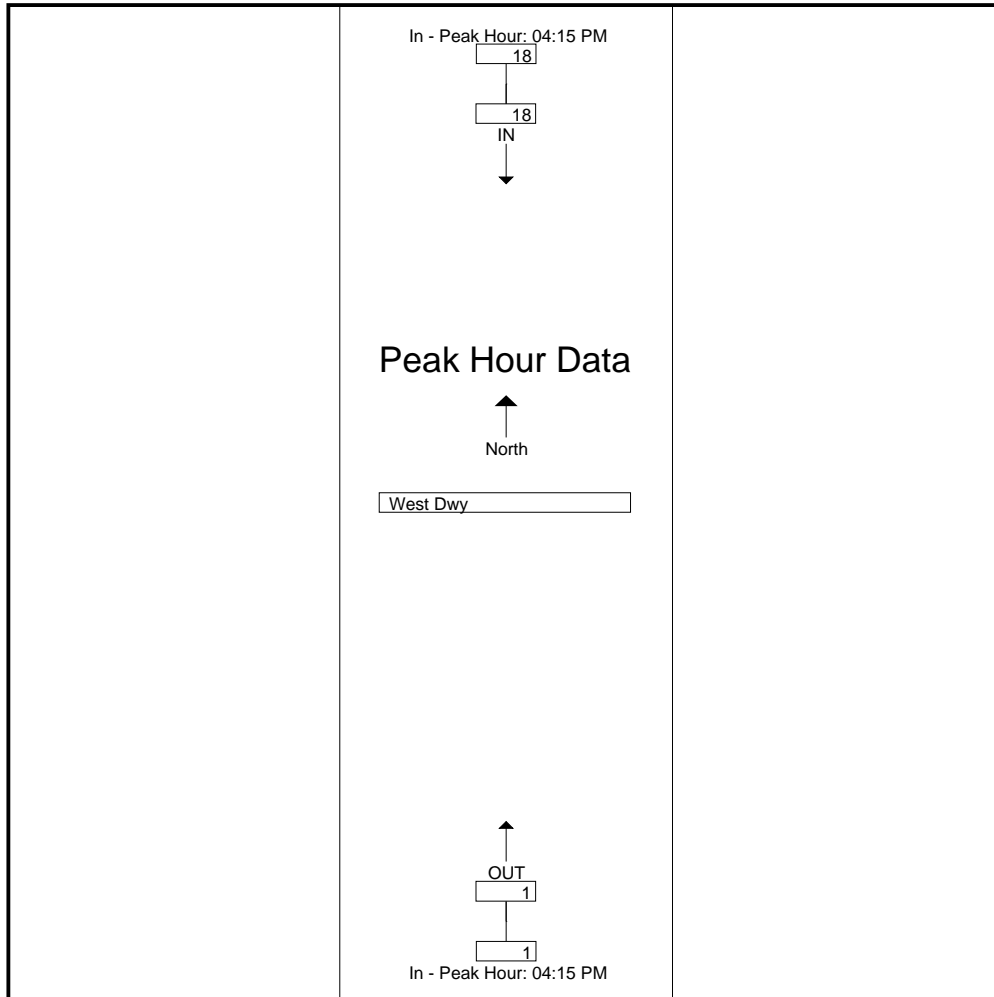 In - Peak Hour: 04:15 PM
18
18
IN
Peak Hour Data
North
West Dwy
OUT
1
1
In - Peak Hour: 04:15 PM